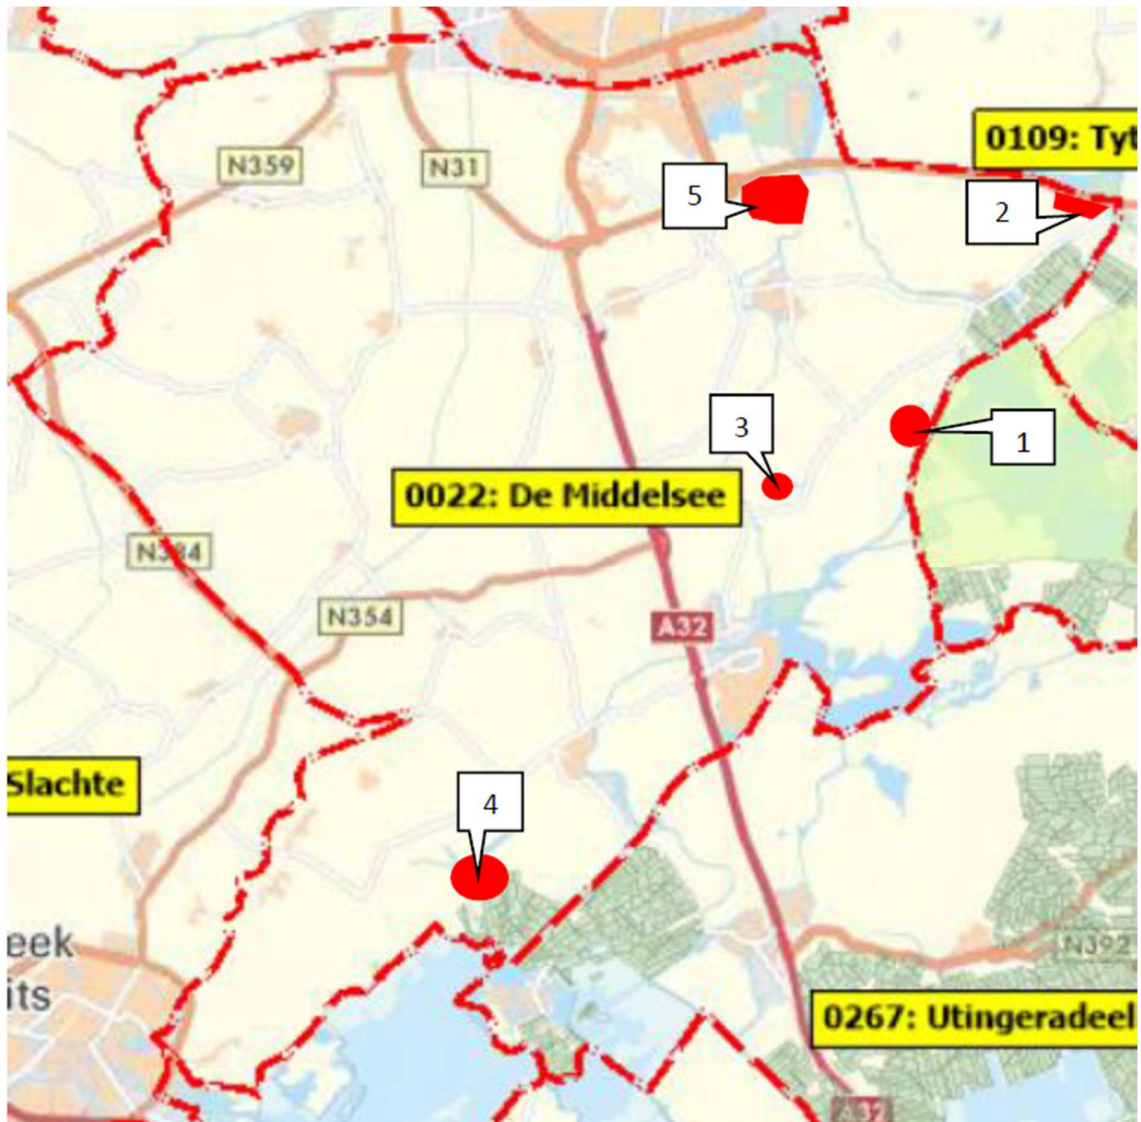 0109: Tyt
N359
N31
5
2
3
1
0022: De Middelsee
N384
N354
A32
Slachte
4
eek
its
N392
0267: Utingeradeel
A32